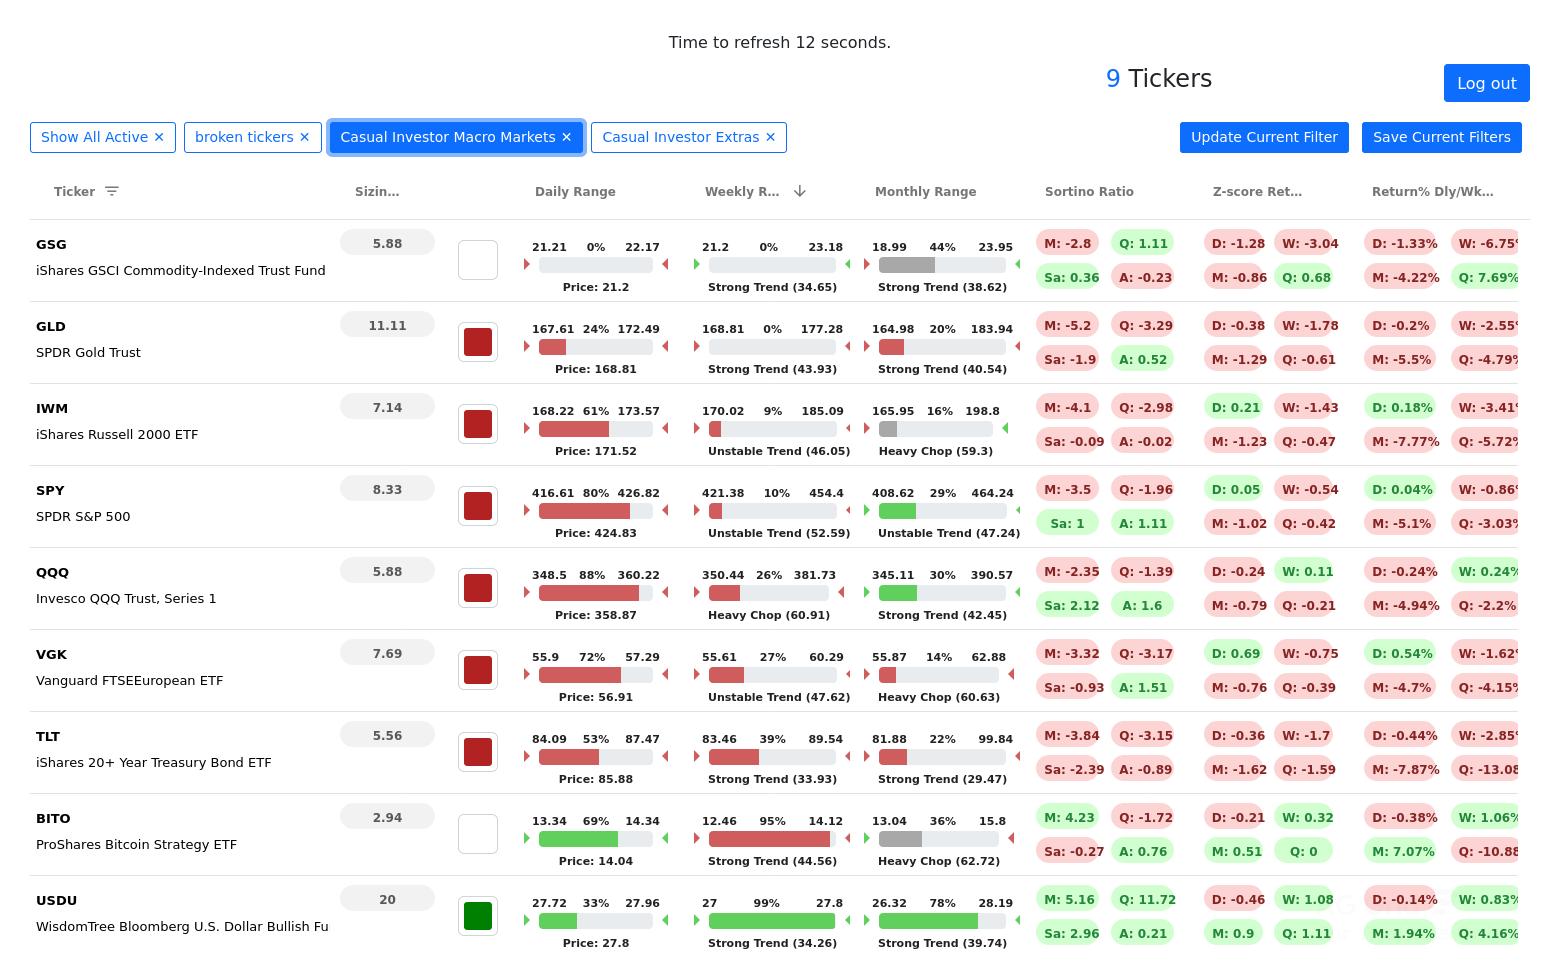 Time to refresh 12 seconds.
9 Tickers
Log out
Show All Active ✕ broken tickers ✕ Casual Investor Macro Markets ✕ Casual Investor Extras ✕ Update Current Filter Save Current Filters
Ticker Sizin... Daily Range Weekly R... Monthly Range Sortino Ratio Z-score Ret... Return% Dly/Wk...
GSG 5.88 21.21 0% 22.17 21.2 0% 23.18 18.99 44% 23.95 M: -2.8 Q: 1.11 D: -1.28 W: -3.04 D: -1.33% W: -6.75%
iShares GSCI Commodity-Indexed Trust Fund Price: 21.2 Strong Trend (34.65) Strong Trend (38.62) Sa: 0.36 A: -0.23 M: -0.86 Q: 0.68 M: -4.22% Q: 7.69%
GLD 11.11 167.61 24% 172.49 168.81 0% 177.28 164.98 20% 183.94 M: -5.2 Q: -3.29 D: -0.38 W: -1.78 D: -0.2% W: -2.55%
SPDR Gold Trust Price: 168.81 Strong Trend (43.93) Strong Trend (40.54) Sa: -1.9 A: 0.52 M: -1.29 Q: -0.61 M: -5.5% Q: -4.79%
IWM 7.14 168.22 61% 173.57 170.02 9% 185.09 165.95 16% 198.8 M: -4.1 Q: -2.98 D: 0.21 W: -1.43 D: 0.18% W: -3.41%
iShares Russell 2000 ETF Price: 171.52 Unstable Trend (46.05) Heavy Chop (59.3) Sa: -0.09 A: -0.02 M: -1.23 Q: -0.47 M: -7.77% Q: -5.72%
SPY 8.33 416.61 80% 426.82 421.38 10% 454.4 408.62 29% 464.24 M: -3.5 Q: -1.96 D: 0.05 W: -0.54 D: 0.04% W: -0.86%
SPDR S&P 500 Price: 424.83 Unstable Trend (52.59) Unstable Trend (47.24) Sa: 1 A: 1.11 M: -1.02 Q: -0.42 M: -5.1% Q: -3.03%
QQQ 5.88 348.5 88% 360.22 350.44 26% 381.73 345.11 30% 390.57 M: -2.35 Q: -1.39 D: -0.24 W: 0.11 D: -0.24% W: 0.24%
Invesco QQQ Trust, Series 1 Price: 358.87 Heavy Chop (60.91) Strong Trend (42.45) Sa: 2.12 A: 1.6 M: -0.79 Q: -0.21 M: -4.94% Q: -2.2%
VGK 7.69 55.9 72% 57.29 55.61 27% 60.29 55.87 14% 62.88 M: -3.32 Q: -3.17 D: 0.69 W: -0.75 D: 0.54% W: -1.62%
Vanguard FTSEEuropean ETF Price: 56.91 Unstable Trend (47.62) Heavy Chop (60.63) Sa: -0.93 A: 1.51 M: -0.76 Q: -0.39 M: -4.7% Q: -4.15%
TLT 5.56 84.09 53% 87.47 83.46 39% 89.54 81.88 22% 99.84 M: -3.84 Q: -3.15 D: -0.36 W: -1.7 D: -0.44% W: -2.85%
iShares 20+ Year Treasury Bond ETF Price: 85.88 Strong Trend (33.93) Strong Trend (29.47) Sa: -2.39 A: -0.89 M: -1.62 Q: -1.59 M: -7.87% Q: -13.08
BITO 2.94 13.34 69% 14.34 12.46 95% 14.12 13.04 36% 15.8 M: 4.23 Q: -1.72 D: -0.21 W: 0.32 D: -0.38% W: 1.06%
ProShares Bitcoin Strategy ETF Price: 14.04 Strong Trend (44.56) Heavy Chop (62.72) Sa: -0.27 A: 0.76 M: 0.51 Q: 0 M: 7.07% Q: -10.88
USDU 20 27.72 33% 27.96 27 99% 27.8 26.32 78% 28.19 M: 5.16 Q: 11.72 D: -0.46 W: 1.08 D: -0.14% W: 0.83%
WisdomTree Bloomberg U.S. Dollar Bullish Fu Price: 27.8 Strong Trend (34.26) Strong Trend (39.74) Sa: 2.96 A: 0.21 M: 0.9 Q: 1.11 M: 1.94% Q: 4.16%